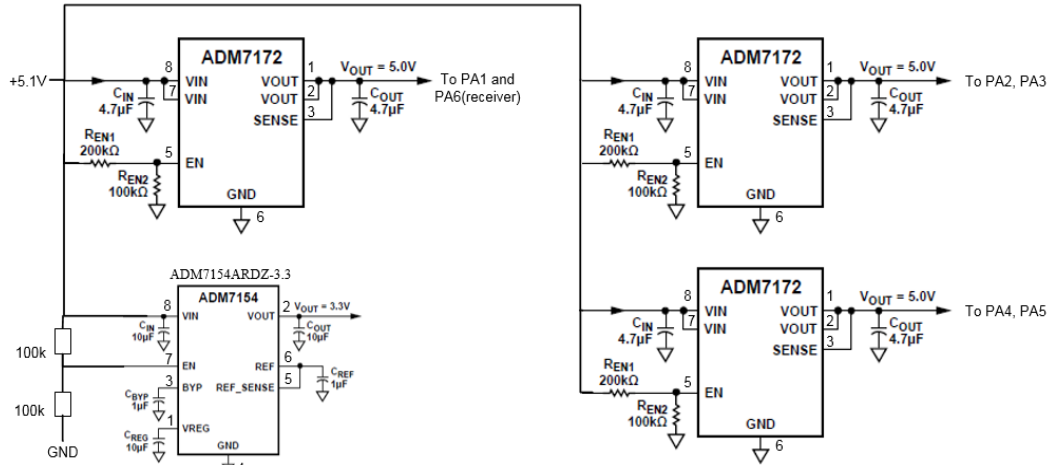 +5.1V
ADM7172
8
VIN
7
VIN
CIN
4.7µF
REN1
200kΩ
5
EN
REN2
100kΩ
1
VOUT
2
VOUT
3
SENSE
GND
6
VOUT = 5.0V
COUT
4.7µF
To PA1 and
PA6(receiver)
ADM7172
8
VIN
7
VIN
CIN
4.7µF
REN1
200kΩ
5
EN
REN2
100kΩ
1
VOUT
2
VOUT
3
SENSE
GND
6
VOUT = 5.0V
COUT
4.7µF
To PA2, PA3
ADM7154ARDZ-3.3
ADM7154
8
VIN
CIN
10µF
7
EN
3
BYP
CBYP
1µF
1
VREG
CREG
10µF
2
VOUT
VOUT = 3.3V
COUT
10µF
6
REF
5
REF_SENSE
CREF
1µF
GND
100k
100k
GND
ADM7172
8
VIN
7
VIN
CIN
4.7µF
REN1
200kΩ
5
EN
REN2
100kΩ
1
VOUT
2
VOUT
3
SENSE
GND
6
VOUT = 5.0V
COUT
4.7µF
To PA4, PA5